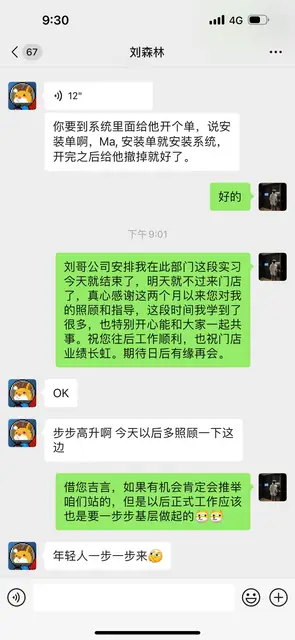 9:30
4G
67
刘森林
12"
你要到系统里面给他开个单，说安
装单啊，Ma, 安装单就安装系统，
开完之后给他撤掉就好了。
好的
下午9:01
刘哥公司安排我在此部门这段实习
今天就结束了，明天就不过来门店
了，真心感谢这两个月以来您对我
的照顾和指导，这段时间我学到了
很多，也特别开心能和大家一起共
事。祝您往后工作顺利，也祝门店
业绩长虹。期待日后有缘再会。
OK
步步高升啊 今天以后多照顾一下这
边
借您吉言，如果有机会肯定会推举
咱们站的，但是以后正式工作应该
也是要一步步基层做起的
年轻人一步一步来